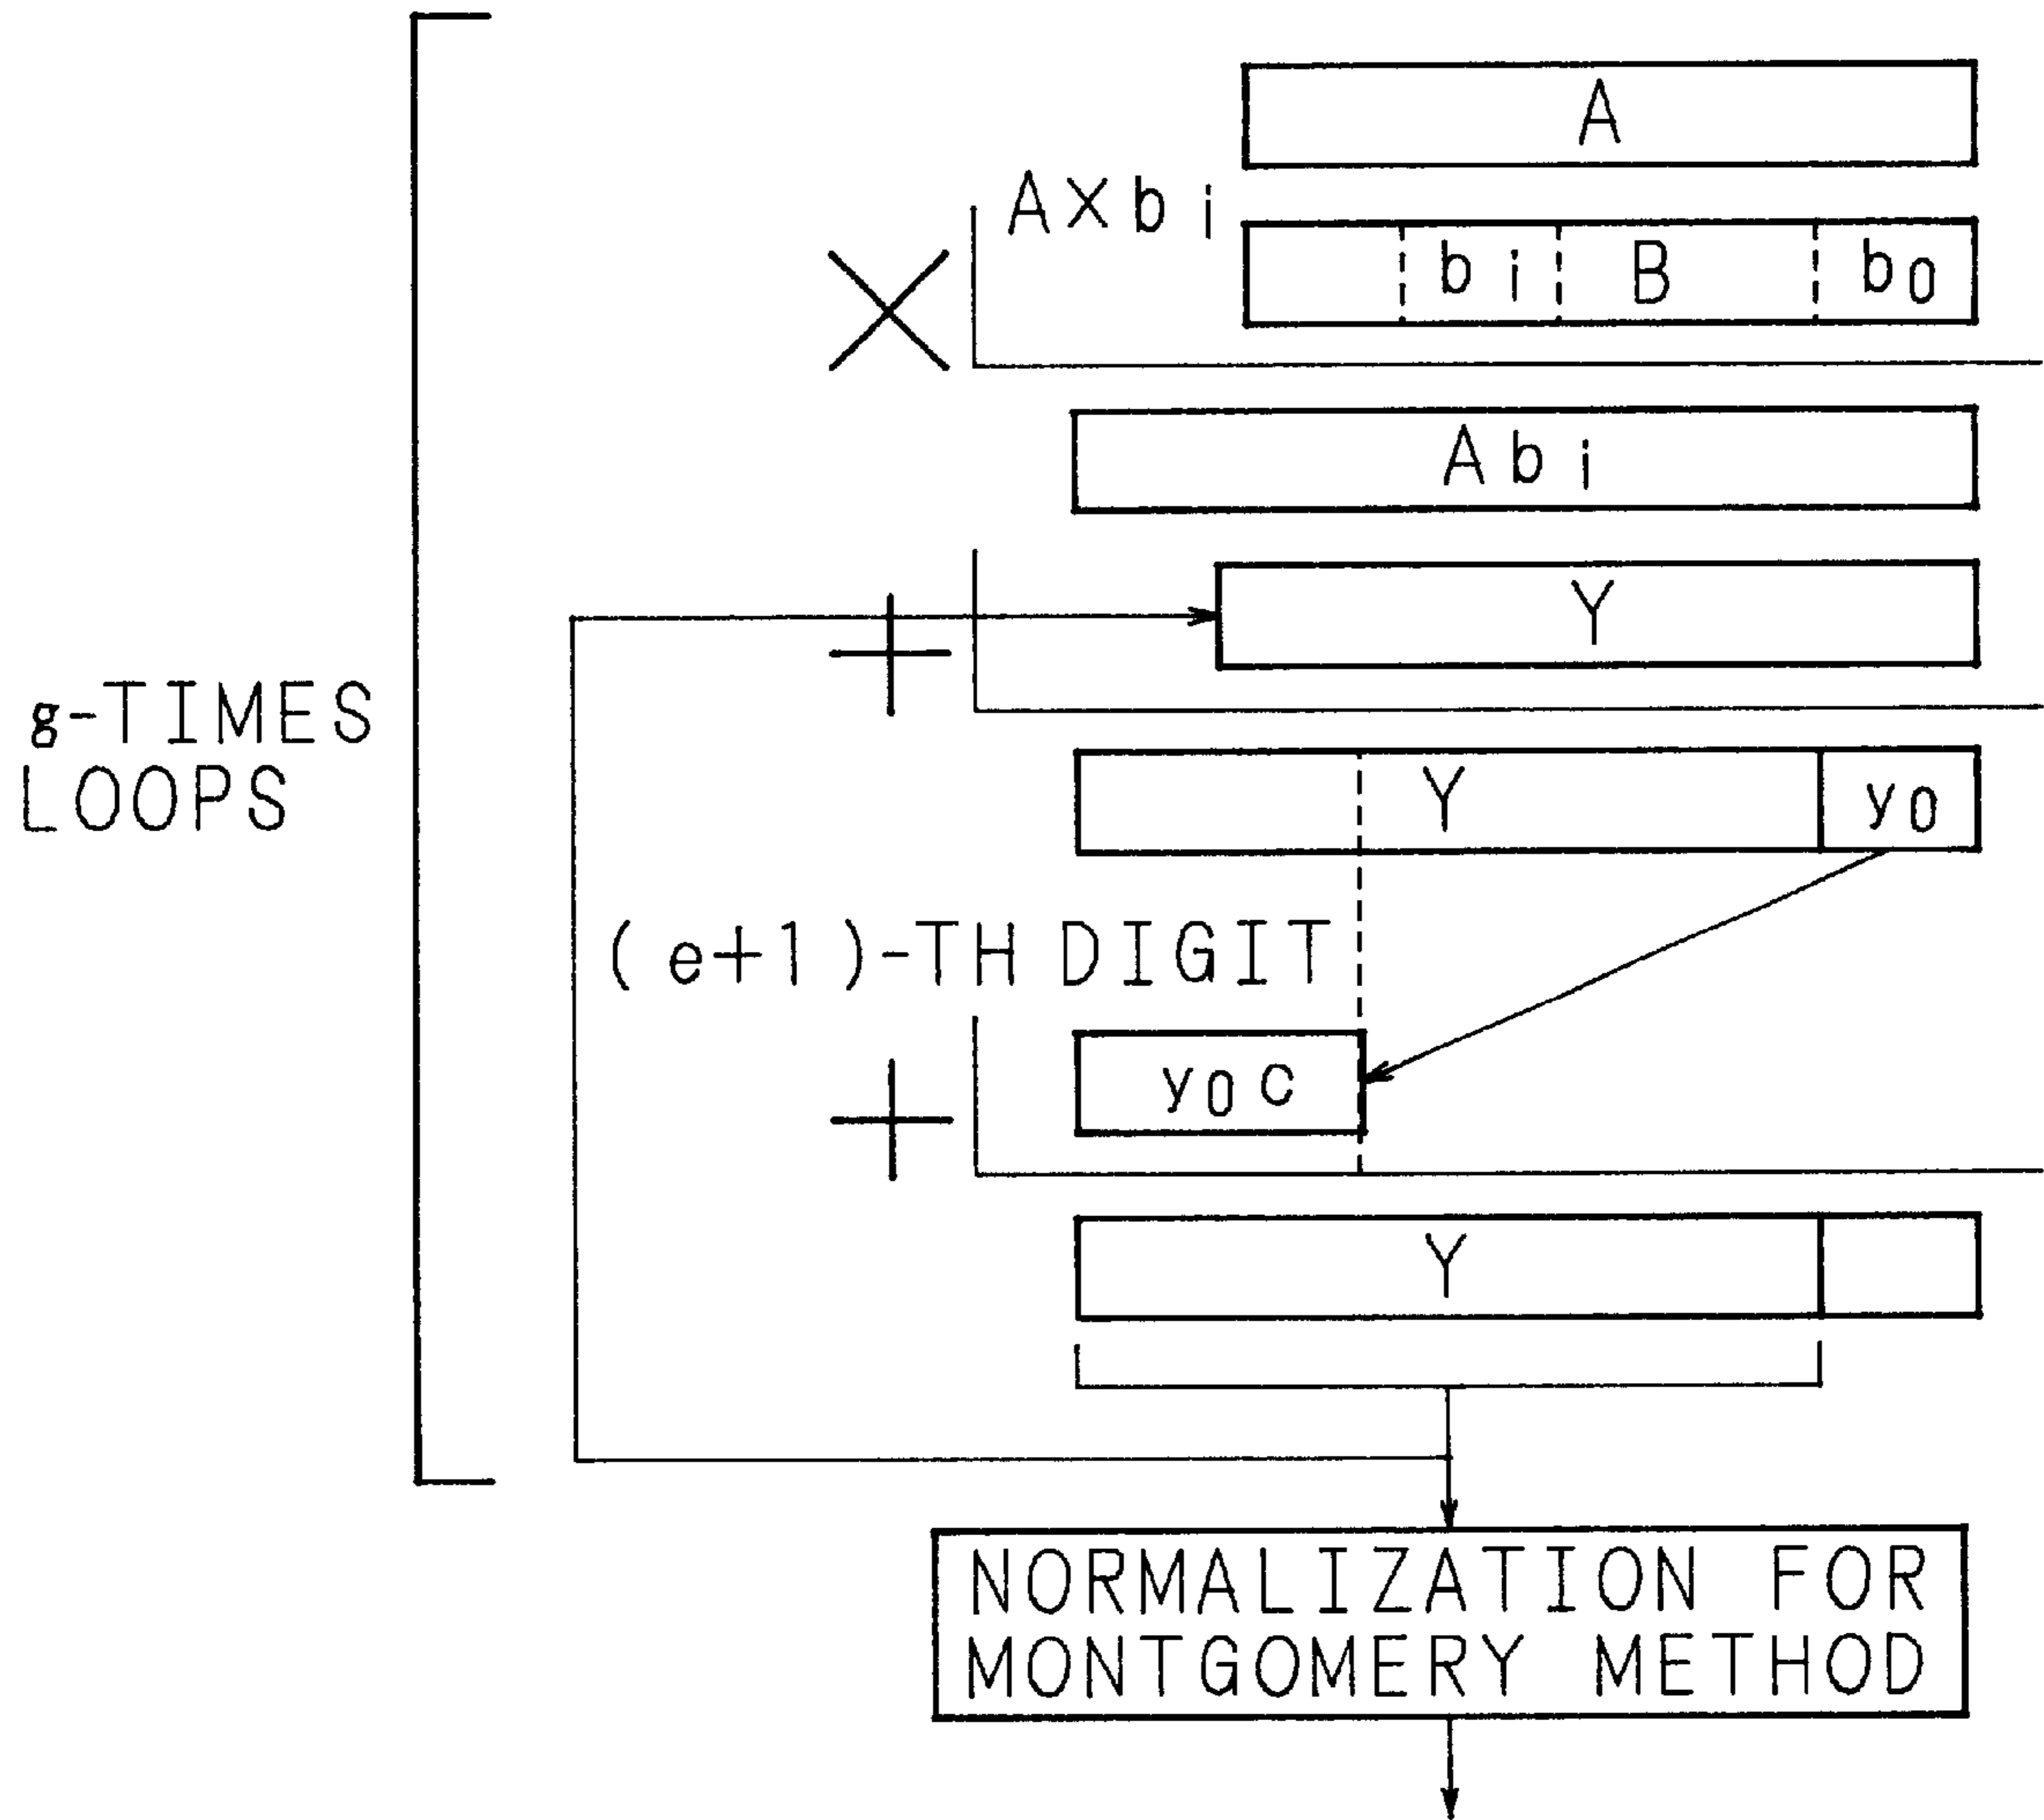 A
A×bi
bi B b0
×
Abi
Y
+
g-TIMES
LOOPS
Y y0
(e+1)-TH DIGIT
y0c
+
Y
NORMALIZATION FOR
MONTGOMERY METHOD